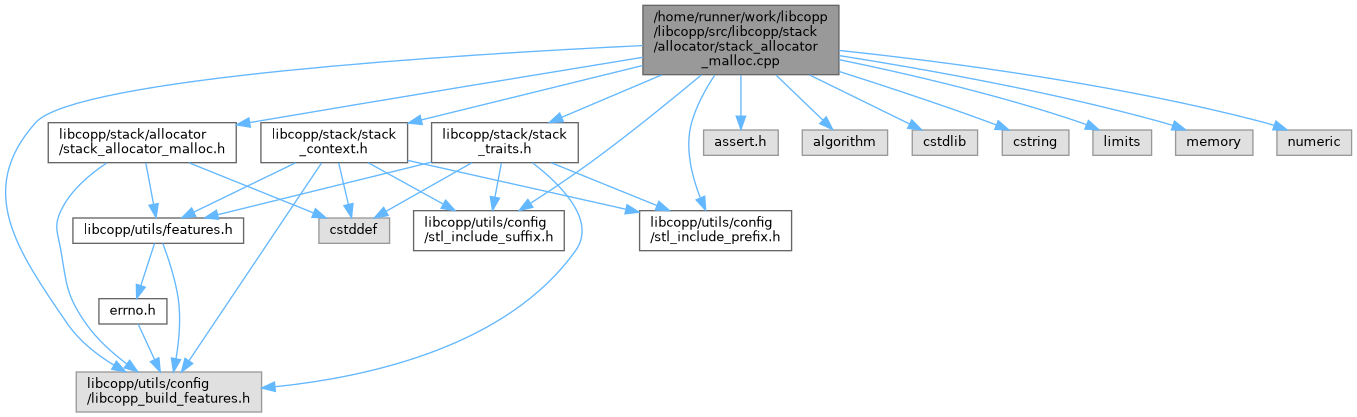 /home/runner/work/libcopp
/libcopp/src/libcopp/stack
/allocator/stack_allocator
_malloc.cpp
libcopp/stack/allocator
/stack_allocator_malloc.h
libcopp/stack/stack
_context.h
libcopp/stack/stack
_traits.h
assert.h
algorithm
cstdlib
cstring
limits
memory
numeric
libcopp/utils/features.h
cstddef
libcopp/utils/config
/stl_include_suffix.h
libcopp/utils/config
/stl_include_prefix.h
errno.h
libcopp/utils/config
/libcopp_build_features.h